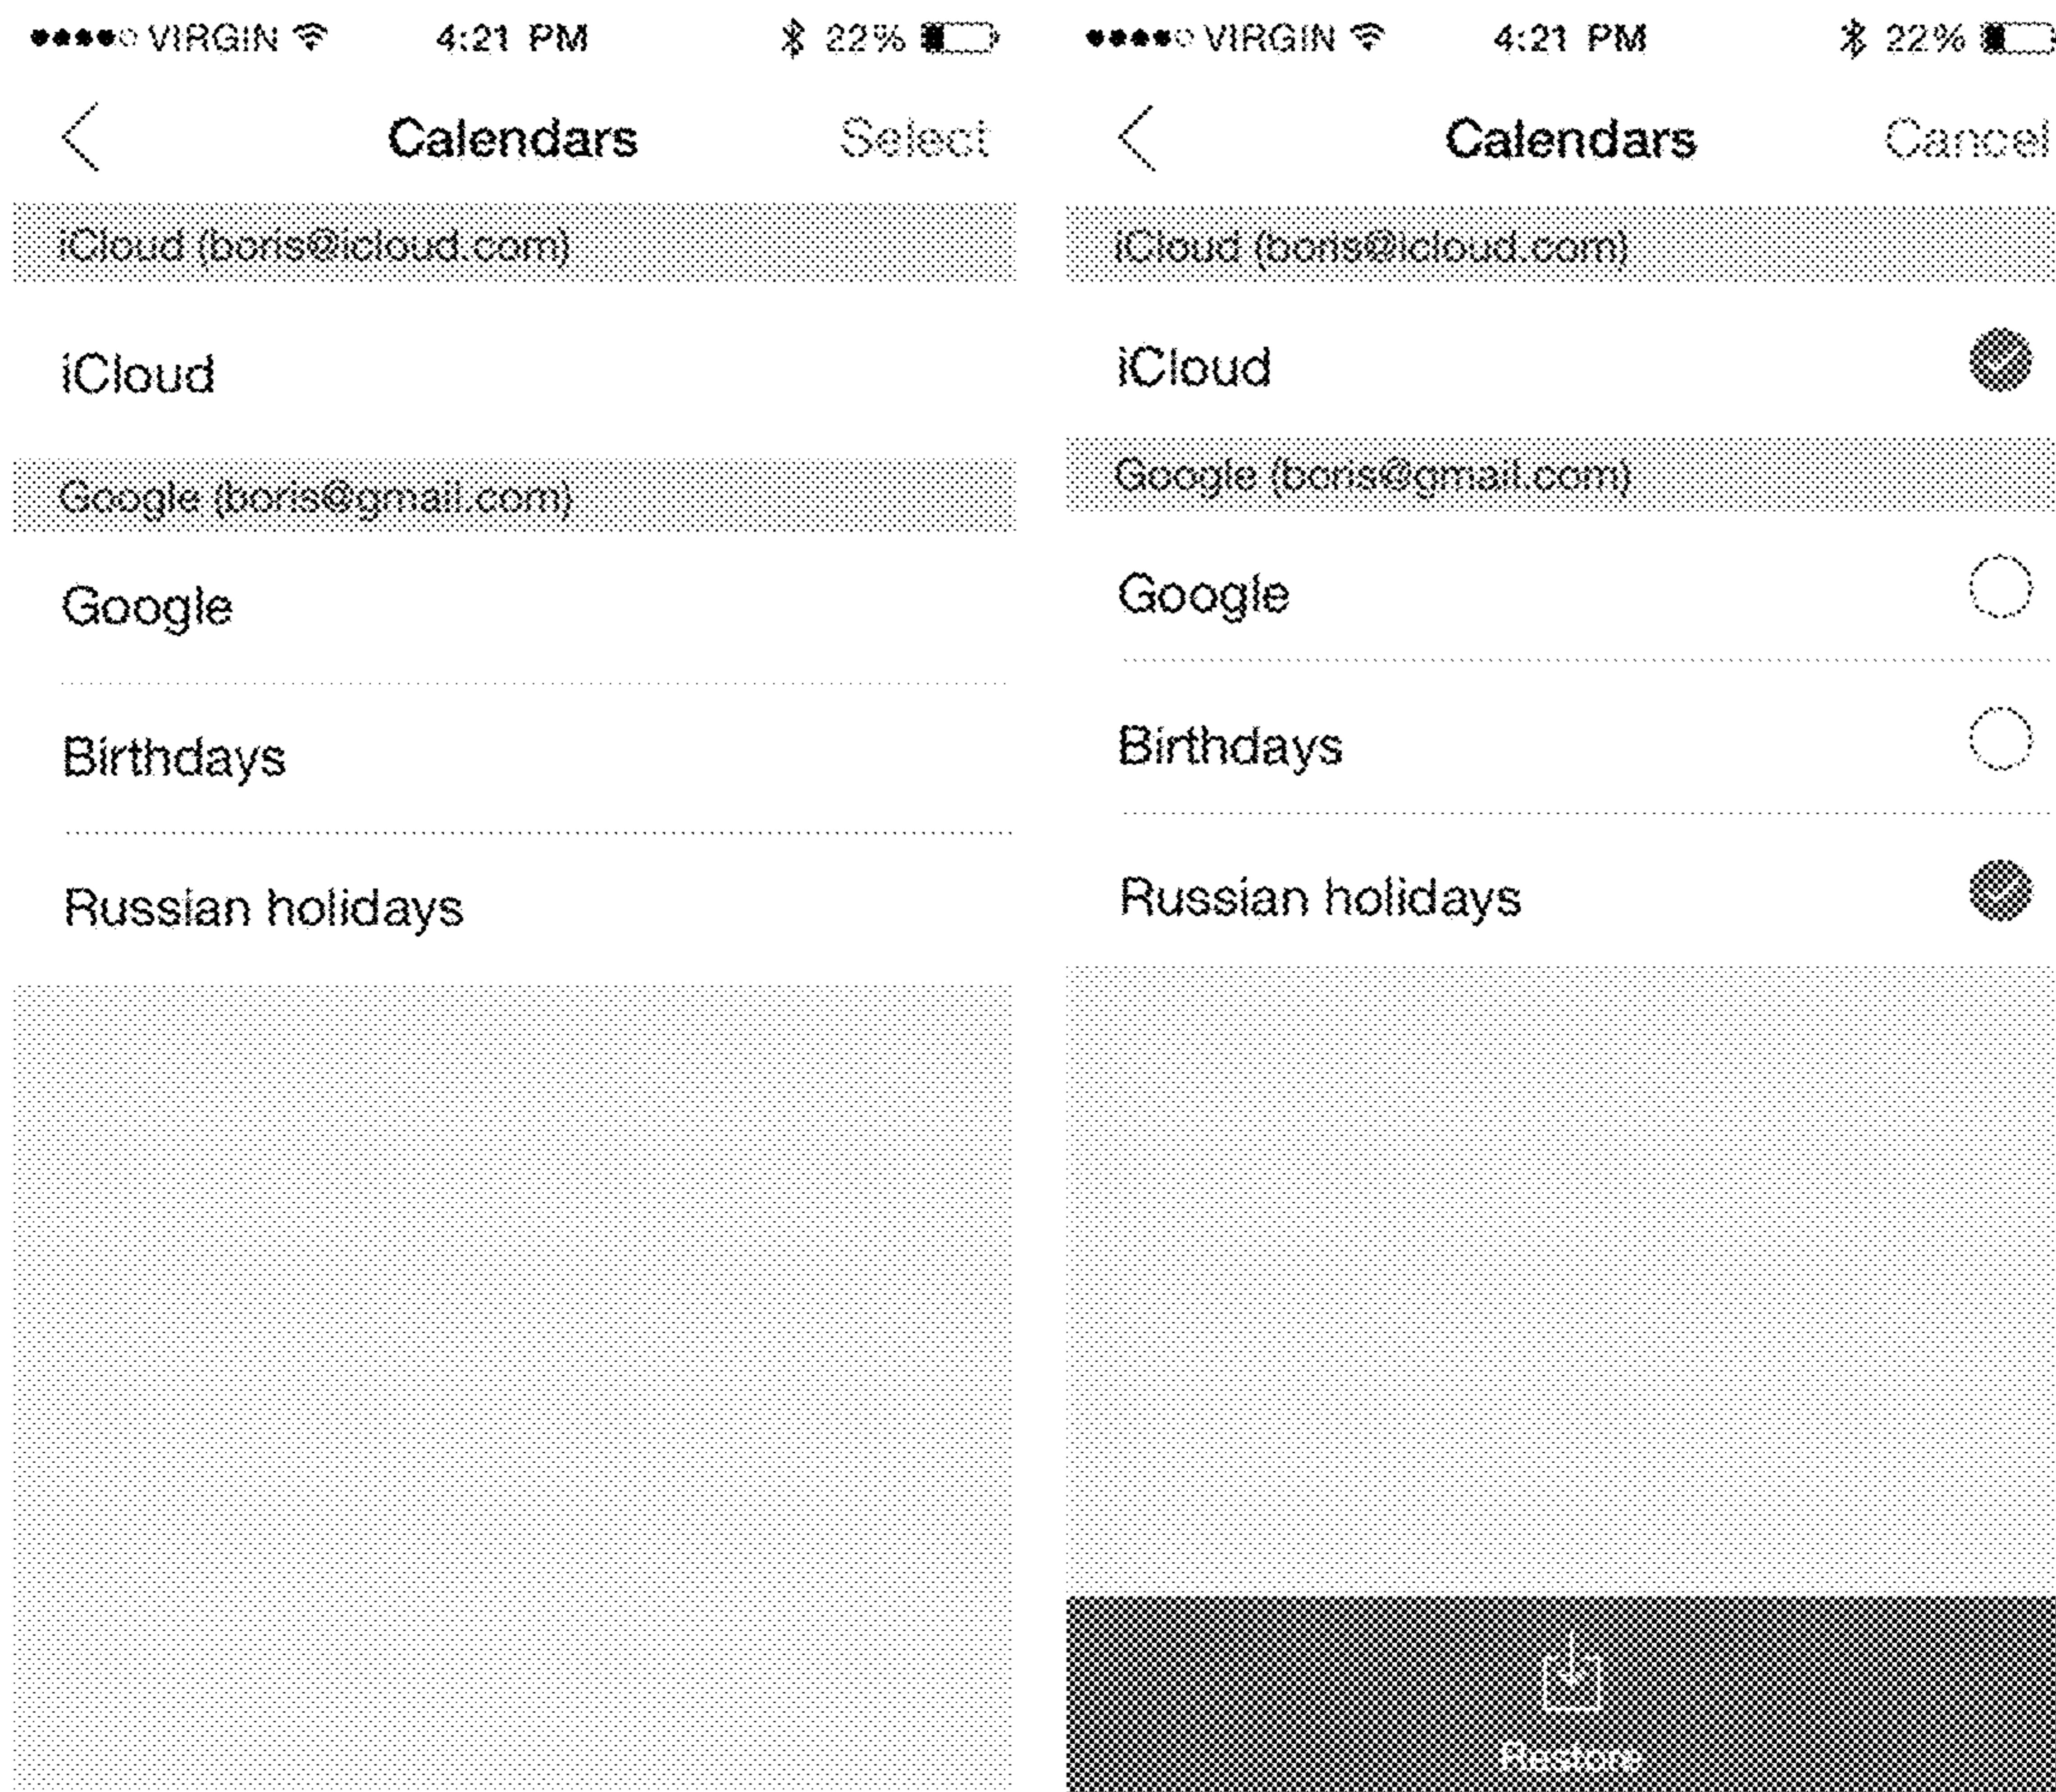 VIRGIN 4:21 PM 22%
Calendars Select
iCloud (boris@icloud.com)
iCloud
Google (boris@gmail.com)
Google
Birthdays
Russian holidays
VIRGIN 4:21 PM 22%
Calendars Cancel
iCloud (boris@icloud.com)
iCloud
Google (boris@gmail.com)
Google
Birthdays
Russian holidays
Restore